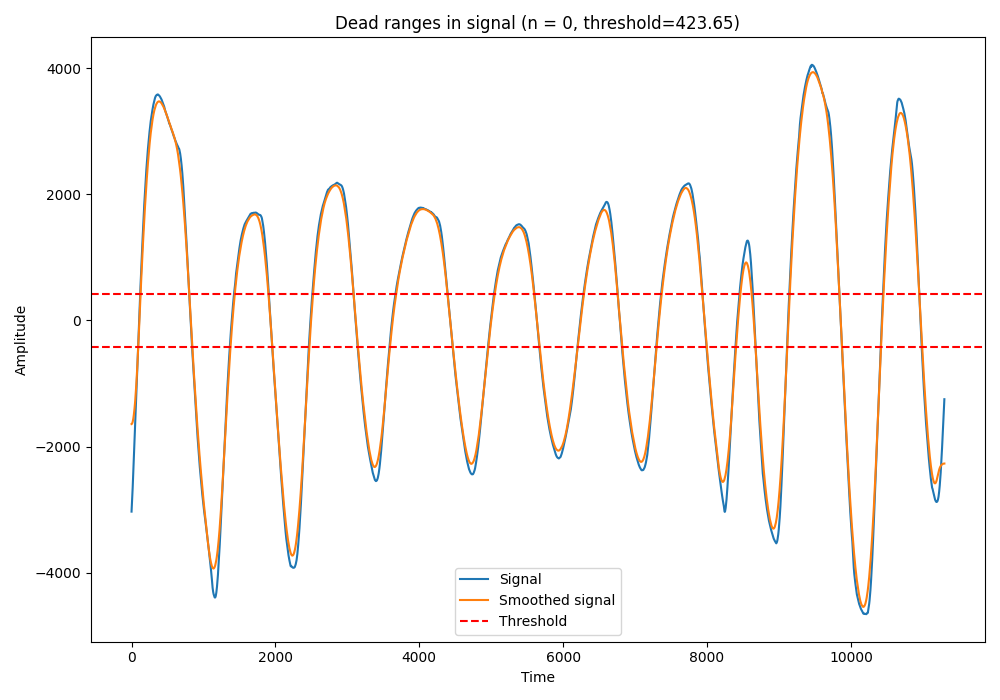 Dead ranges in signal (n = 0, threshold=423.65)
Amplitude
4000
2000
0
−2000
−4000
0
2000
4000
6000
8000
10000
Time
Signal
Smoothed signal
Threshold